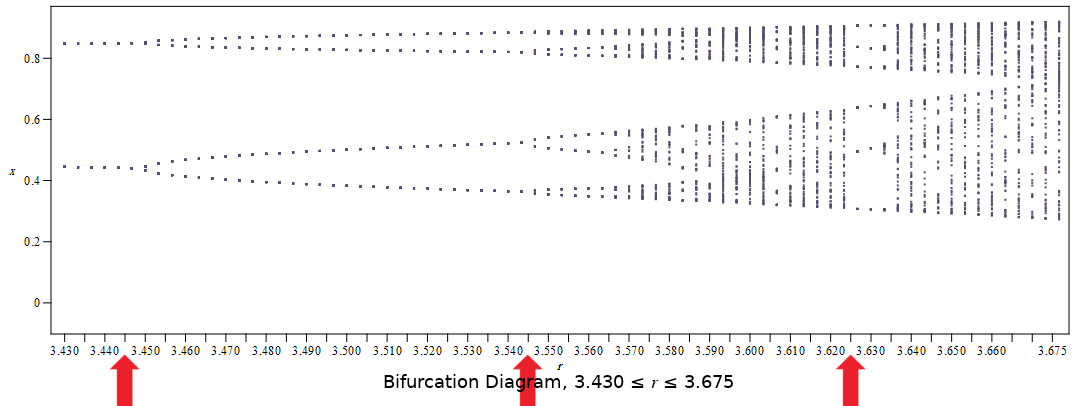 0.8
0.6
x
0.4
0.2
0
3.430 3.440 3.450 3.460 3.470 3.480 3.490 3.500 3.510 3.520 3.530 3.540 3.550 3.560 3.570 3.580 3.590 3.600 3.610 3.620 3.630 3.640 3.650 3.660 3.675
r
Bifurcation Diagram, 3.430 ≤ r ≤ 3.675